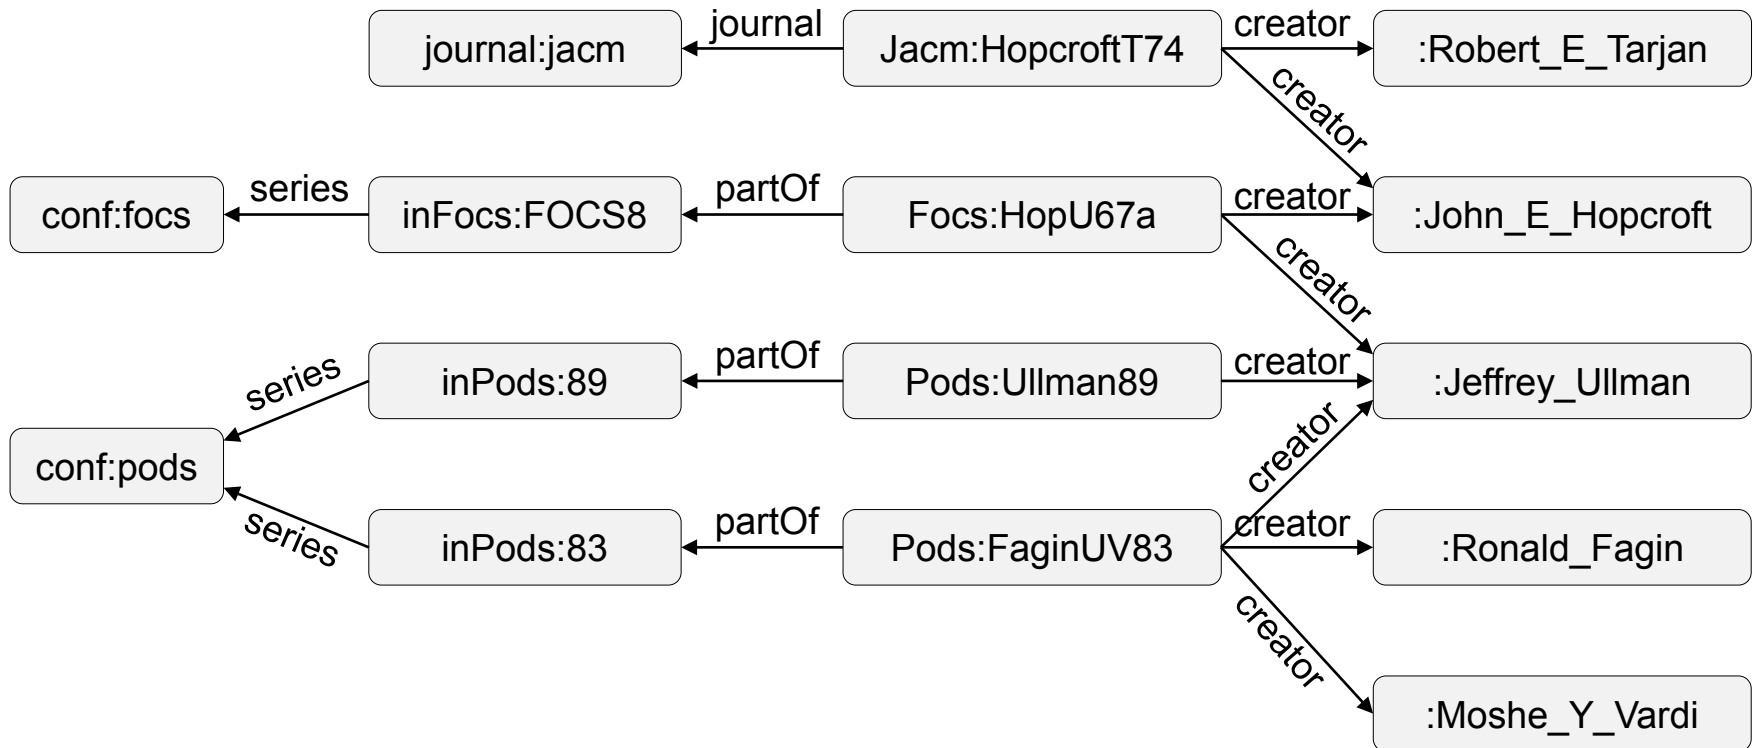 journal:jacm
journal
Jacm:HopcroftT74
creator
:Robert_E_Tarjan
creator
conf:focs
series
inFocs:FOCS8
partOf
Focs:HopU67a
creator
:John_E_Hopcroft
creator
series
inPods:89
partOf
Pods:Ullman89
creator
:Jeffrey_Ullman
conf:pods
creator
series
inPods:83
partOf
Pods:FaginUV83
creator
:Ronald_Fagin
creator
:Moshe_Y_Vardi